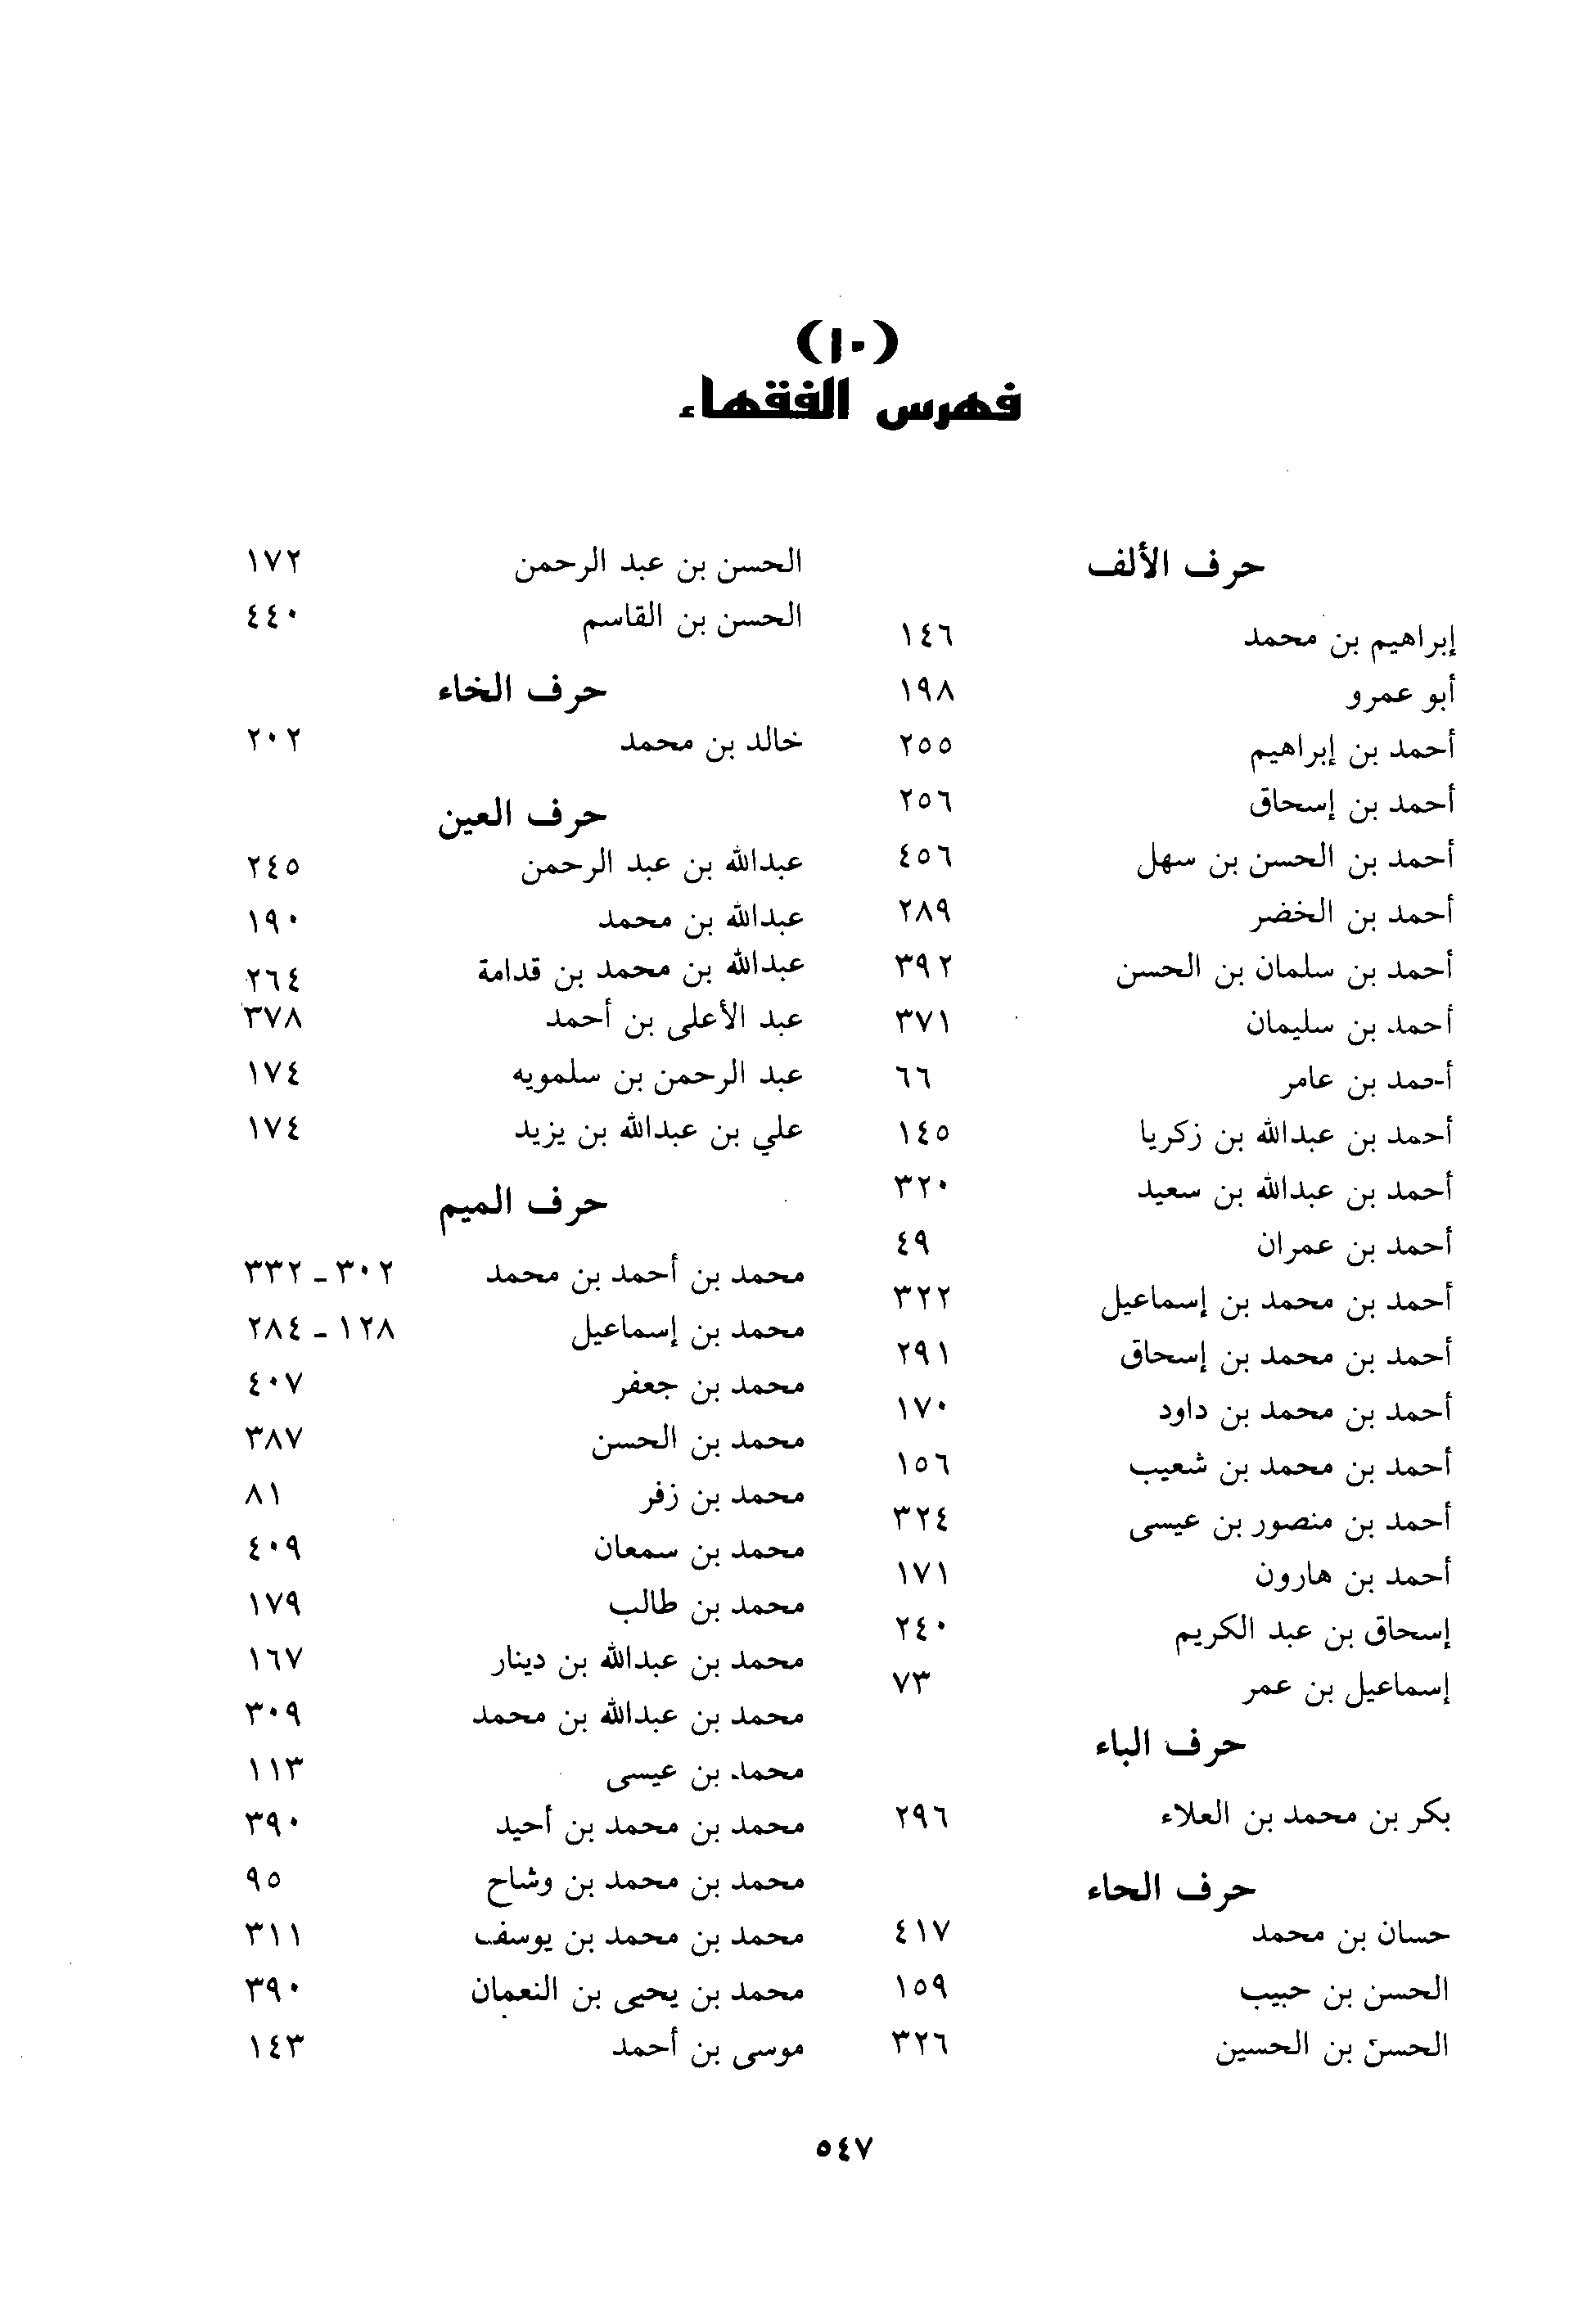 (١٠)
فهرس الفقهاء
حرف الألف
إبراهيم بن محمد ١٤٦
أبو عمرو ١٩٨
أحمد بن إبراهيم ٢٥٥
أحمد بن إسحاق ٢٥٦
أحمد بن الحسن بن سهل ٤٥٦
أحمد بن الخضر ٢٨٩
أحمد بن سلمان بن الحسن ٣٩٢
أحمد بن سليمان ٣٧١
أحمد بن عامر ٦٦
أحمد بن عبدالله بن زكريا ١٤٥
أحمد بن عبدالله بن سعيد ٣٢٠
أحمد بن عمران ٤٩
أحمد بن محمد بن إسماعيل ٣٢٢
أحمد بن محمد بن إسحاق ٢٩١
أحمد بن محمد بن داود ١٧٠
أحمد بن محمد بن شعيب ١٥٦
أحمد بن منصور بن عيسى ٣٢٤
أحمد بن هارون ١٧١
إسحاق بن عبد الكريم ٢٤٠
إسماعيل بن عمر ٧٣
حرف الباء
بكر بن محمد بن العلاء ٢٩٦
حرف الحاء
حسان بن محمد ٤١٧
الحسن بن حبيب ١٥٩
الحسن بن الحسين ٣٢٦
الحسن بن عبد الرحمن ١٧٢
الحسن بن القاسم ٤٤٠
حرف الخاء
خالد بن محمد ٢٠٢
حرف العين
عبدالله بن عبد الرحمن ٢٤٥
عبدالله بن محمد ١٩٠
عبدالله بن محمد بن قدامة ٢٦٤
عبد الأعلى بن أحمد ٣٧٨
عبد الرحمن بن سلمويه ١٧٤
علي بن عبدالله بن يزيد ١٧٤
حرف الميم
محمد بن أحمد بن محمد ٣٠٢ - ٣٣٢
محمد بن إسماعيل ١٢٨ - ٢٨٤
محمد بن جعفر ٤٠٧
محمد بن الحسن ٣٨٧
محمد بن زفر ٨١
محمد بن سمعان ٤٠٩
محمد بن طالب ١٧٩
محمد بن عبدالله بن دينار ١٦٧
محمد بن عبدالله بن محمد ٣٠٩
محمد بن عيسى ١١٣
محمد بن محمد بن أحيد ٣٩٠
محمد بن محمد بن وشاح ٩٥
محمد بن محمد بن يوسف ٣١١
محمد بن يحيى بن النعمان ٣٩٠
موسى بن أحمد ١٤٣
٥٤٧